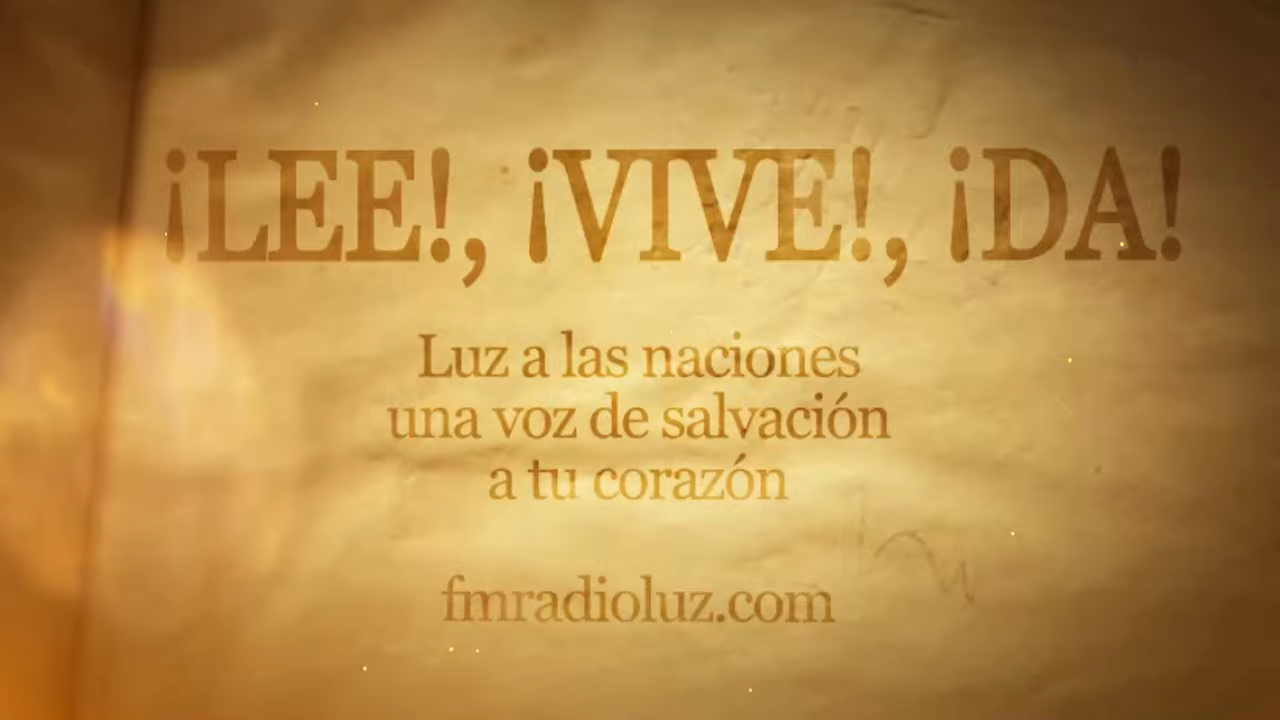 ¡LEE!, ¡VIVE!, ¡DA!
Luz a las naciones
una voz de salvación
a tu corazón
fmradioluz.com